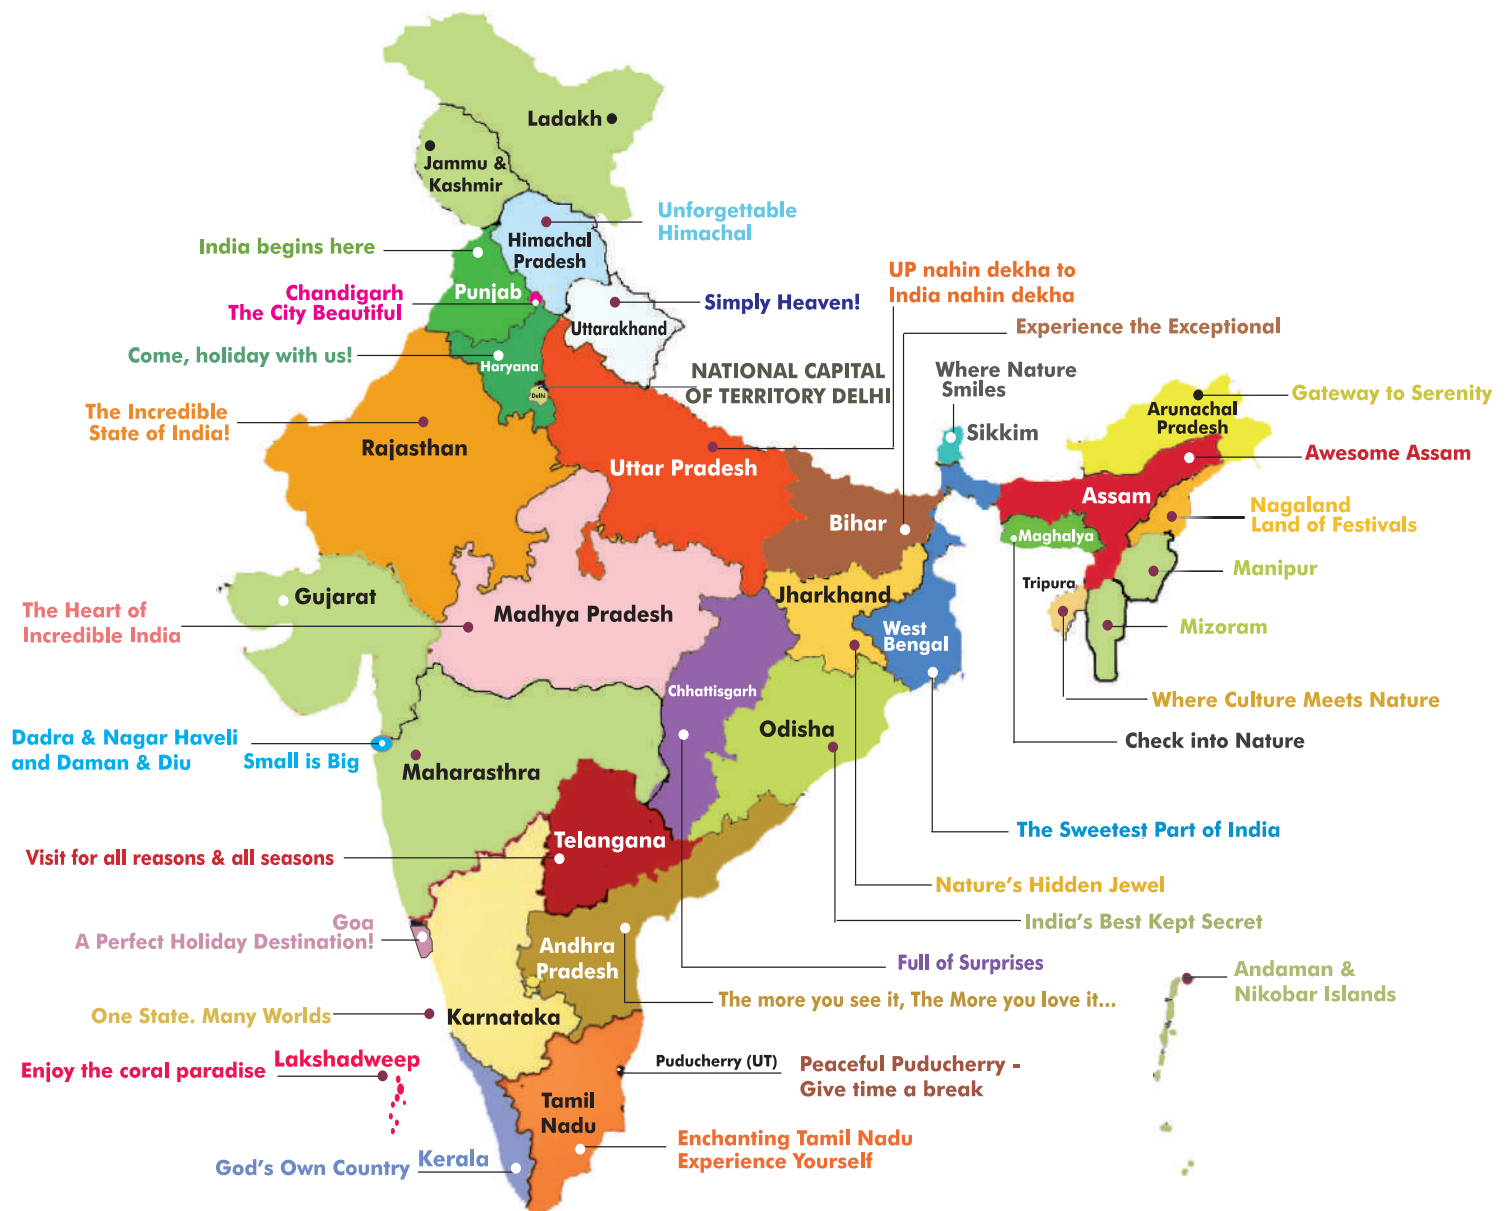 Ladakh
Jammu &
Kashmir
Unforgettable
Himachal
Himachal
Pradesh
India begins here
Punjab
Chandigarh
The City Beautiful
UP nahin dekha to
India nahin dekha
Simply Heaven!
Uttarakhand
Experience the Exceptional
Come, holiday with us!
Haryana
NATIONAL CAPITAL
OF TERRITORY DELHI
Delhi
Where Nature
Smiles
Sikkim
Gateway to Serenity
Arunachal
Pradesh
The Incredible
State of India!
Rajasthan
Uttar Pradesh
Awesome Assam
Assam
Bihar
Nagaland
Land of Festivals
Maghalya
Manipur
Tripura
Gujarat
Jharkhand
Madhya Pradesh
The Heart of
Incredible India
West
Bengal
Mizoram
Chhattisgarh
Where Culture Meets Nature
Odisha
Check into Nature
Dadra & Nagar Haveli
and Daman & Diu
Small is Big
Maharasthra
Telangana
The Sweetest Part of India
Visit for all reasons & all seasons
Nature's Hidden Jewel
Goa
A Perfect Holiday Destination!
India's Best Kept Secret
Andhra
Pradesh
Full of Surprises
Andaman &
Nikobar Islands
The more you see it, The More you love it...
One State. Many Worlds
Karnataka
Lakshadweep
Enjoy the coral paradise
Puducherry (UT)
Peaceful Puducherry -
Give time a break
Tamil
Nadu
Enchanting Tamil Nadu
Experience Yourself
God's Own Country
Kerala